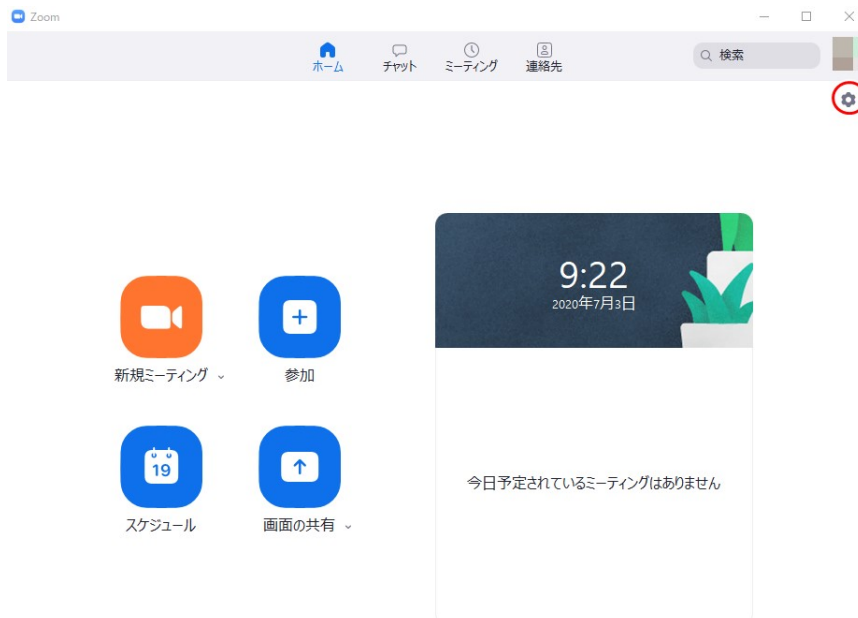 Zoom
ホーム
チャット
ミーティング
連絡先
検索
9:22
2020年7月3日
新規ミーティング
参加
19
スケジュール
画面の共有
今日予定されているミーティングはありません